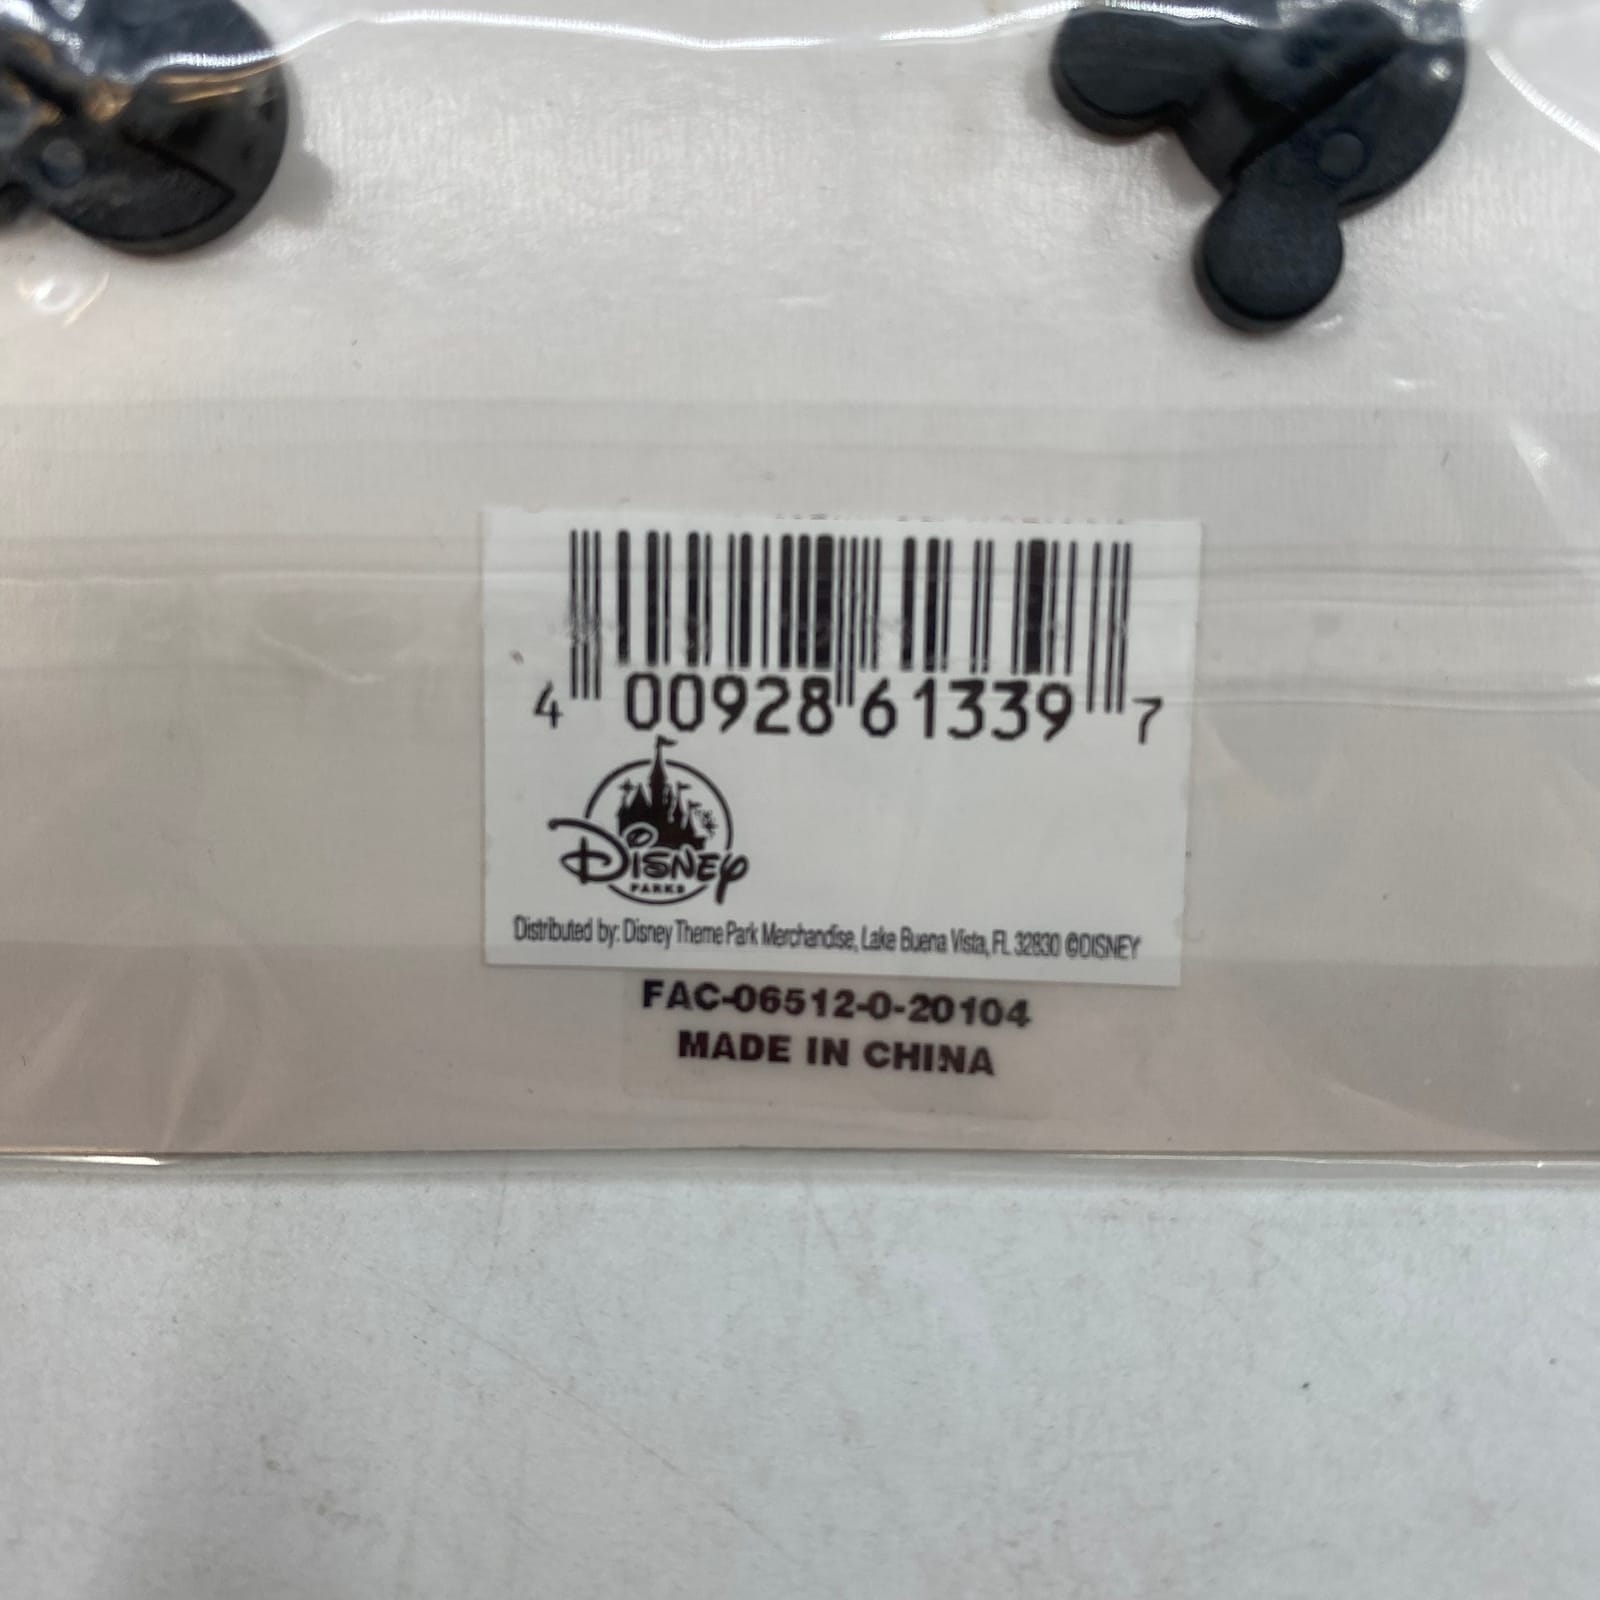 4 00928 61339 7
Disney
PARKS
Distributed by: Disney Theme Park Merchandise, Lake Buena Vista, FL 32830 ©DISNEY
FAC-06512-0-20104
MADE IN CHINA